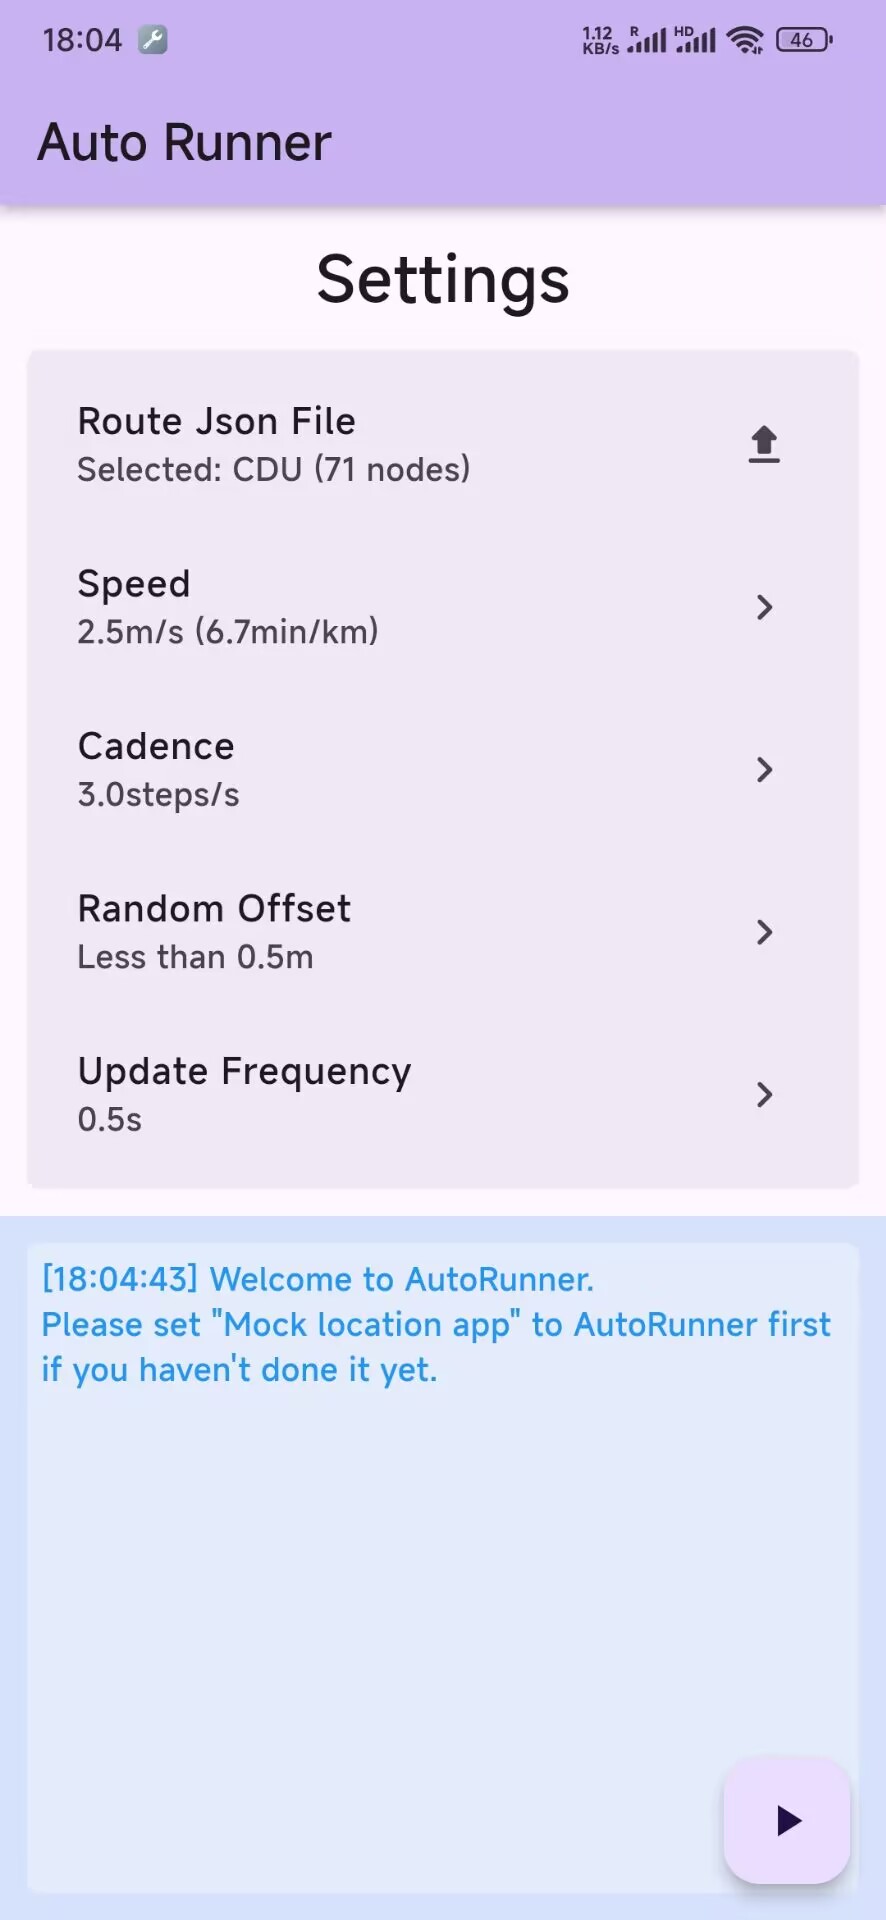 18:04
1.12 KB/s R HD 46
Auto Runner
Settings
Route Json File
Selected: CDU (71 nodes)
Speed
2.5m/s (6.7min/km)
Cadence
3.0steps/s
Random Offset
Less than 0.5m
Update Frequency
0.5s
[18:04:43] Welcome to AutoRunner.
Please set "Mock location app" to AutoRunner first
if you haven't done it yet.